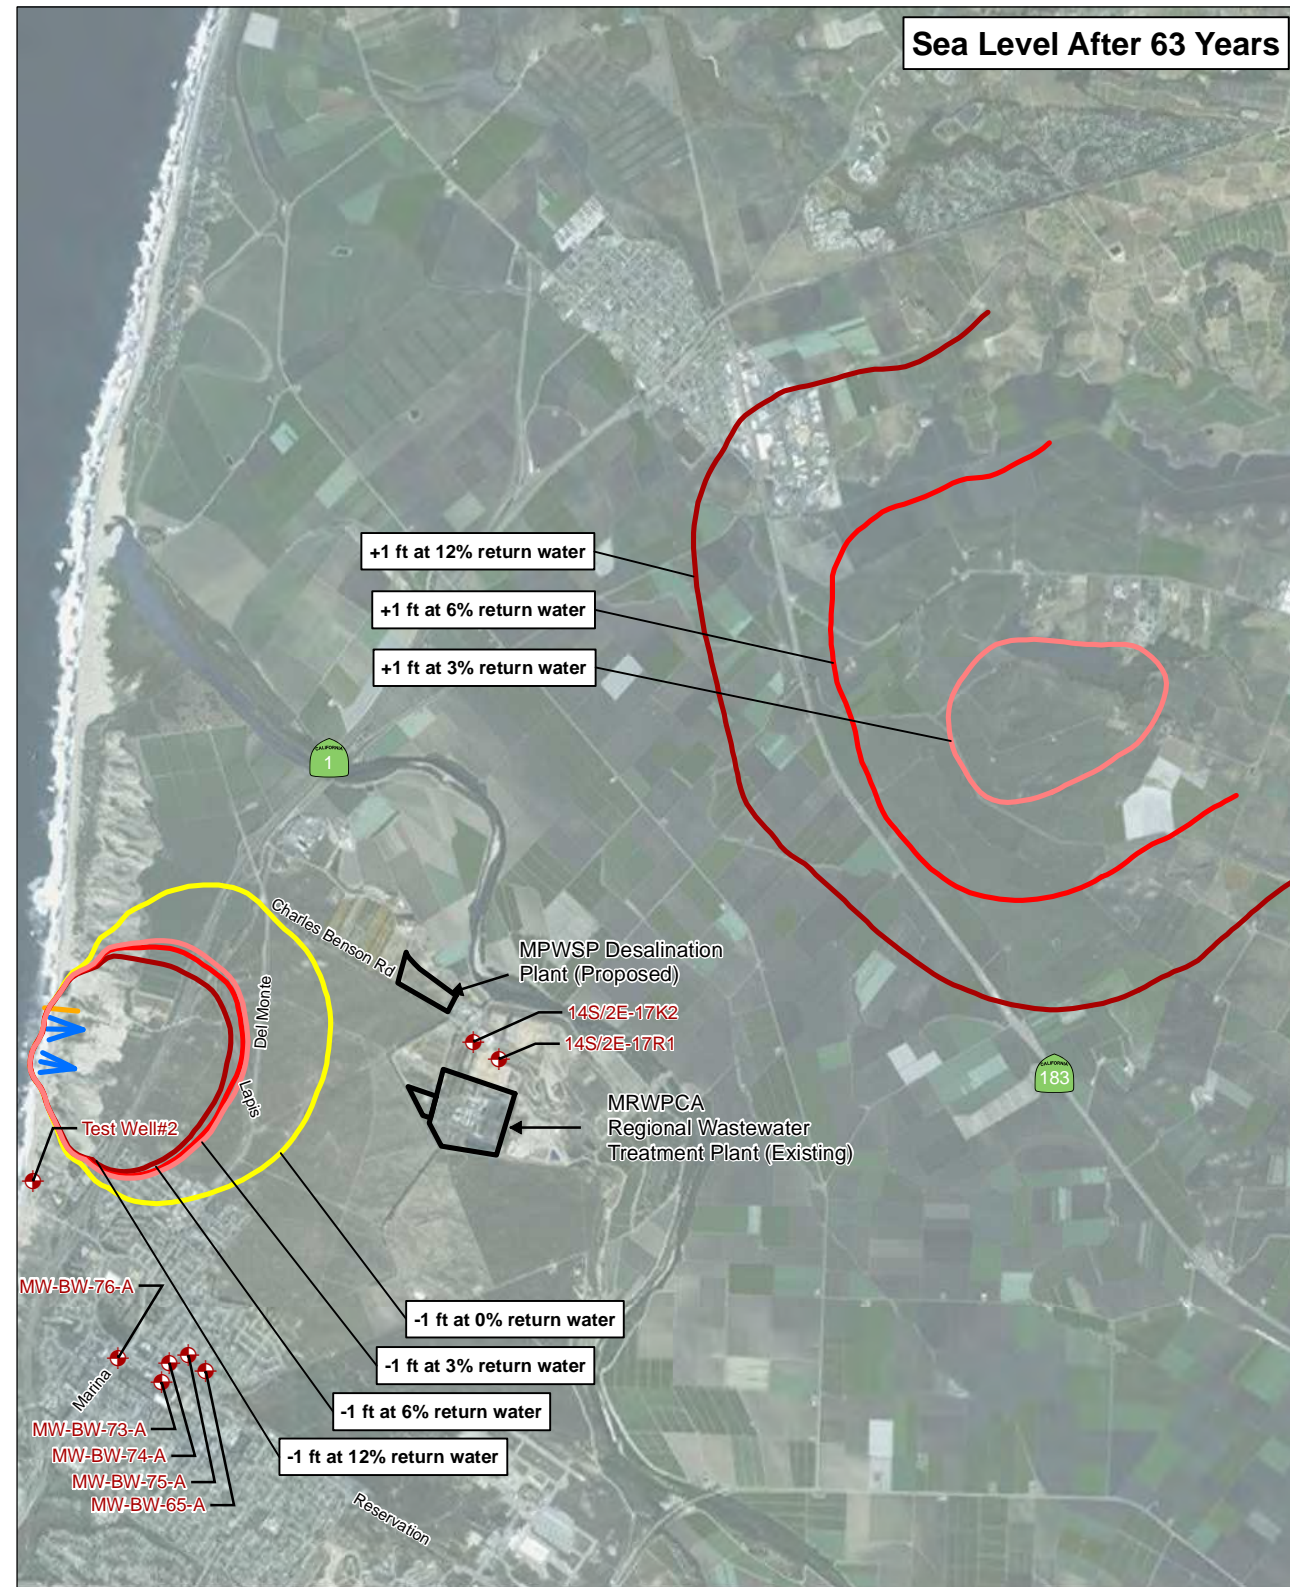 Sea Level After 63 Years
+1 ft at 12% return water
+1 ft at 6% return water
+1 ft at 3% return water
CALIFORNIA
1
Charles Benson Rd
MPWSP Desalination
Plant (Proposed)
Del Monte
14S/2E-17K2
14S/2E-17R1
CALIFORNIA
183
Lapis
MRWPCA
Regional Wastewater
Treatment Plant (Existing)
Test Well#2
MW-BW-76-A
-1 ft at 0% return water
-1 ft at 3% return water
Marina
-1 ft at 6% return water
MW-BW-73-A
-1 ft at 12% return water
MW-BW-74-A
MW-BW-75-A
MW-BW-65-A
Reservation